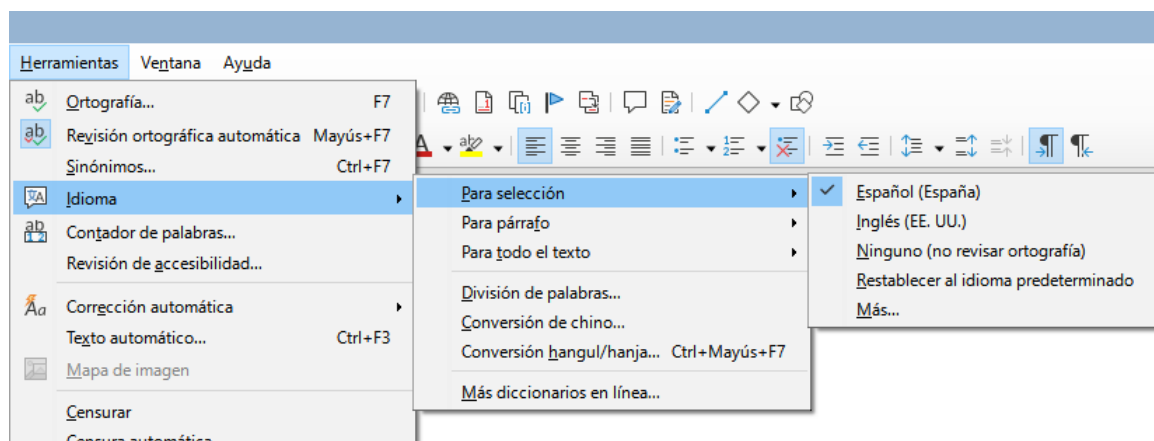 Herramientas Ventana Ayuda
Ortografía... F7
Revisión ortográfica automática Mayús+F7
Sinónimos... Ctrl+F7
Idioma
Contador de palabras...
Revisión de accesibilidad...
Corrección automática
Texto automático... Ctrl+F3
Mapa de imagen
Censurar
Censura automática
Para selección
Para párrafo
Para todo el texto
División de palabras...
Conversión de chino...
Conversión hangul/hanja... Ctrl+Mayús+F7
Más diccionarios en línea...
Español (España)
Inglés (EE. UU.)
Ninguno (no revisar ortografía)
Restablecer al idioma predeterminado
Más...